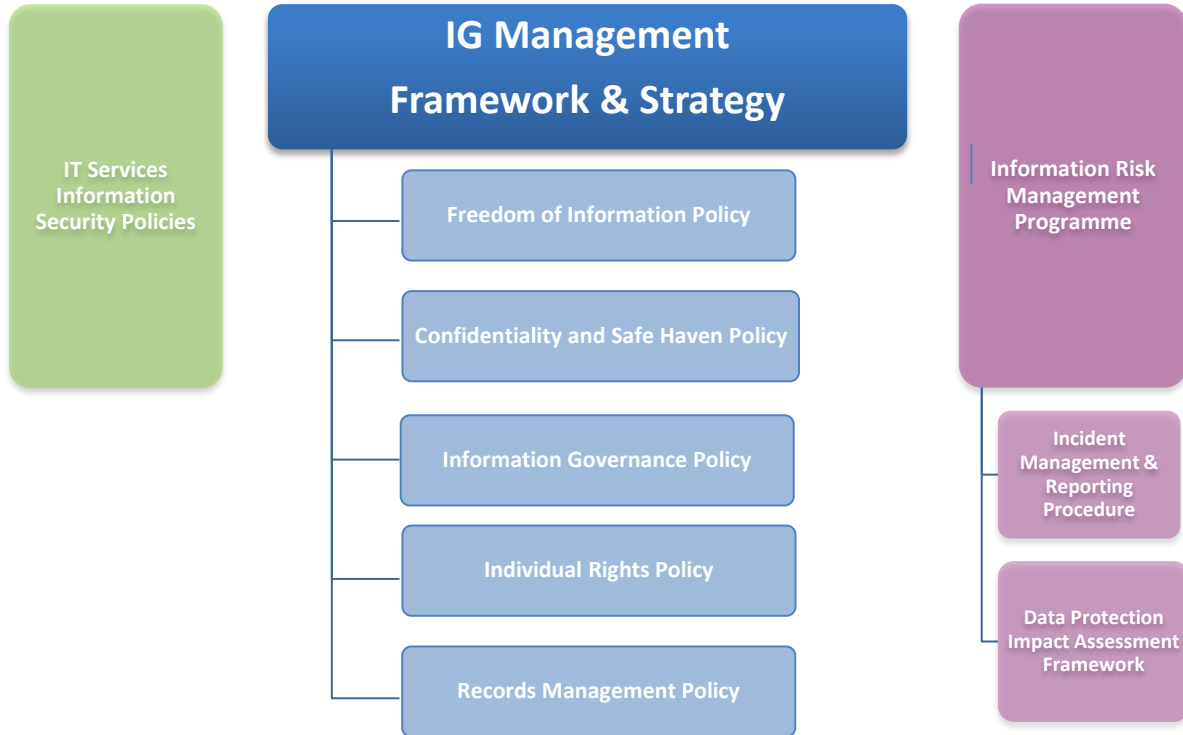 IG Management
Framework & Strategy
IT Services
Information
Security Policies
Information Risk
Management
Programme
Freedom of Information Policy
Confidentiality and Safe Haven Policy
Information Governance Policy
Individual Rights Policy
Records Management Policy
Incident
Management &
Reporting
Procedure
Data Protection
Impact Assessment
Framework